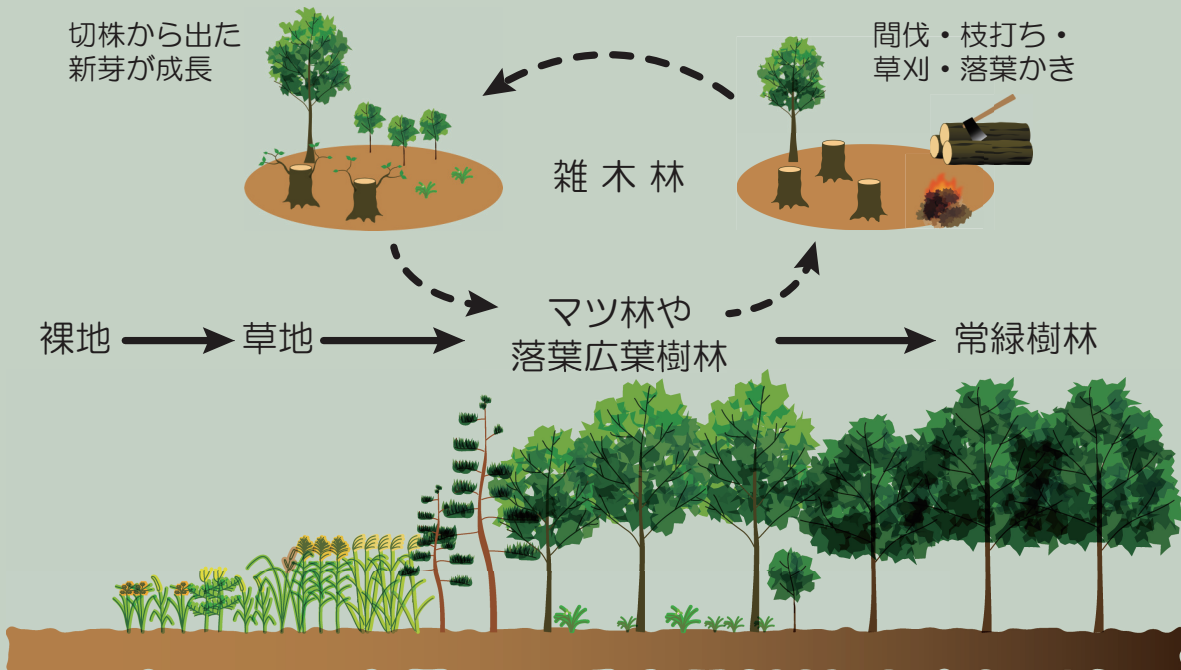 切株から出た
新芽が成長
間伐・枝打ち・
草刈・落葉かき
雑木林
裸地
草地
マツ林や
落葉広葉樹林
常緑樹林